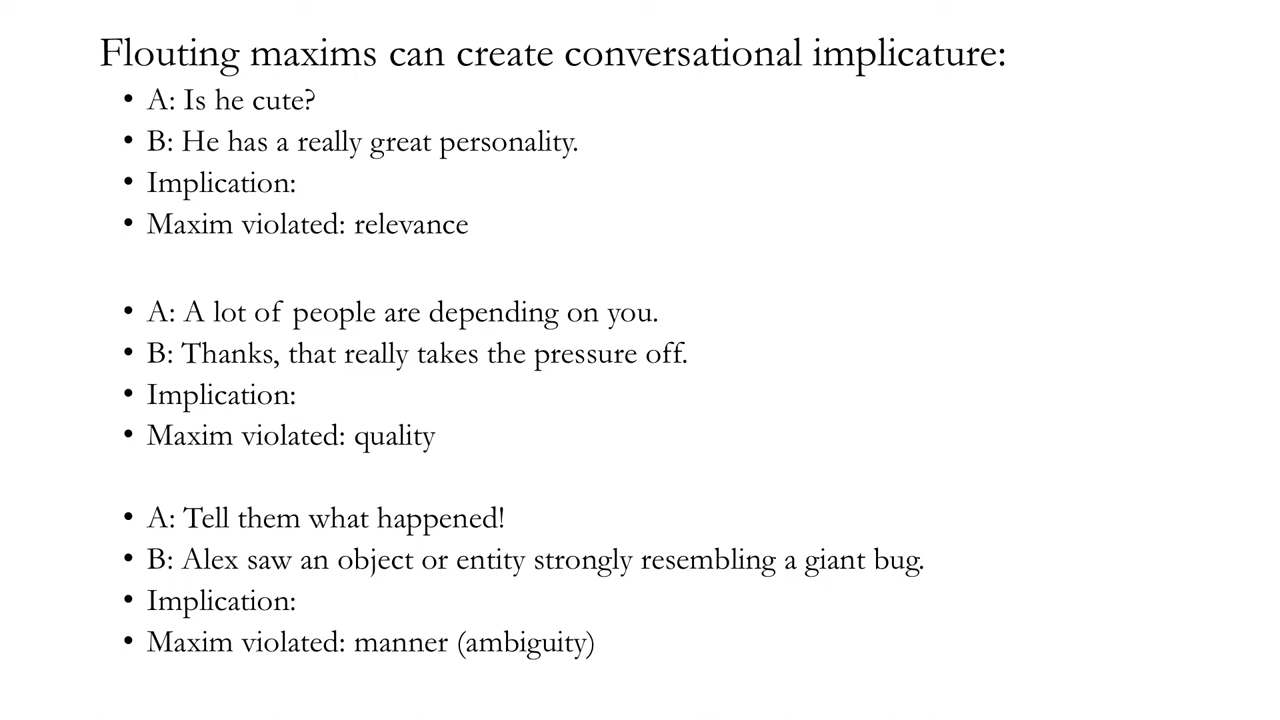 Flouting maxims can create conversational implicature:
• A: Is he cute?
• B: He has a really great personality.
• Implication:
• Maxim violated: relevance
• A: A lot of people are depending on you.
• B: Thanks, that really takes the pressure off.
• Implication:
• Maxim violated: quality
• A: Tell them what happened!
• B: Alex saw an object or entity strongly resembling a giant bug.
• Implication:
• Maxim violated: manner (ambiguity)